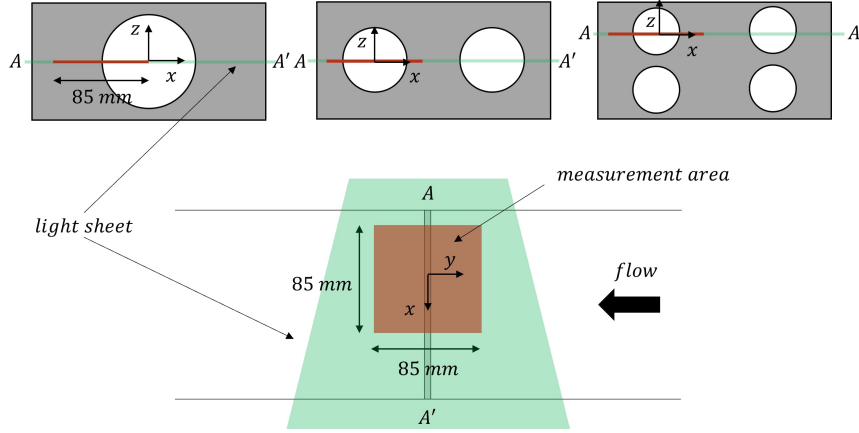 A
z
x
A′
85 mm
A
z
x
A′
A
z
x
A
light sheet
measurement area
A
y
x
85 mm
85 mm
flow
A′